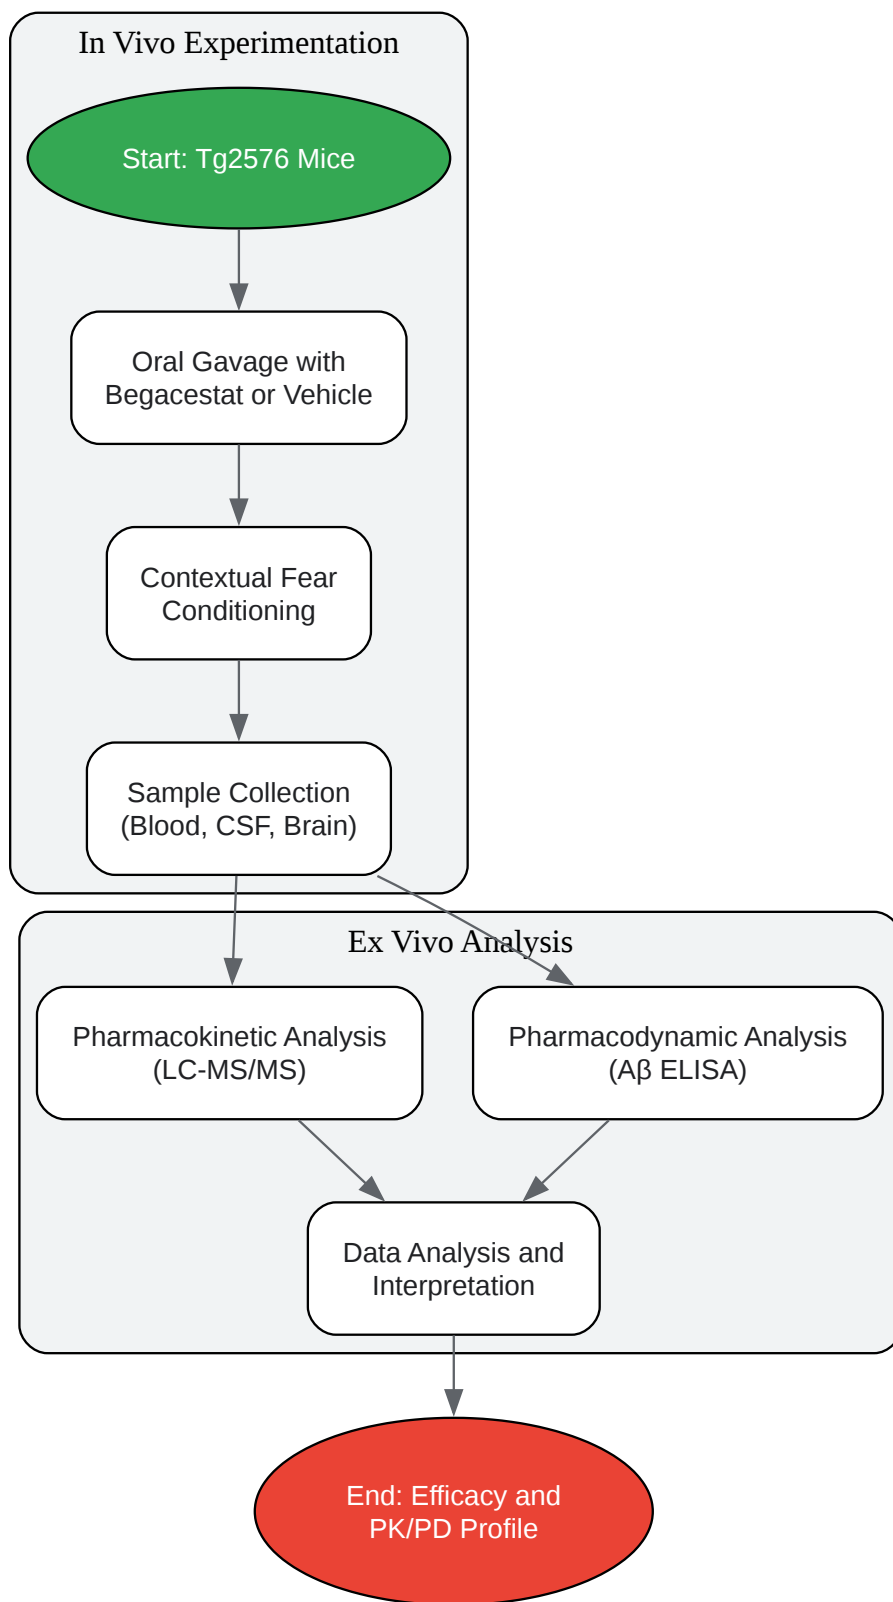 In Vivo Experimentation
Start: Tg2576 Mice
Oral Gavage with
Begacestat or Vehicle
Contextual Fear
Conditioning
Sample Collection
(Blood, CSF, Brain)
Ex Vivo Analysis
Pharmacokinetic Analysis
(LC-MS/MS)
Pharmacodynamic Analysis
(Aβ ELISA)
Data Analysis and
Interpretation
End: Efficacy and
PK/PD Profile